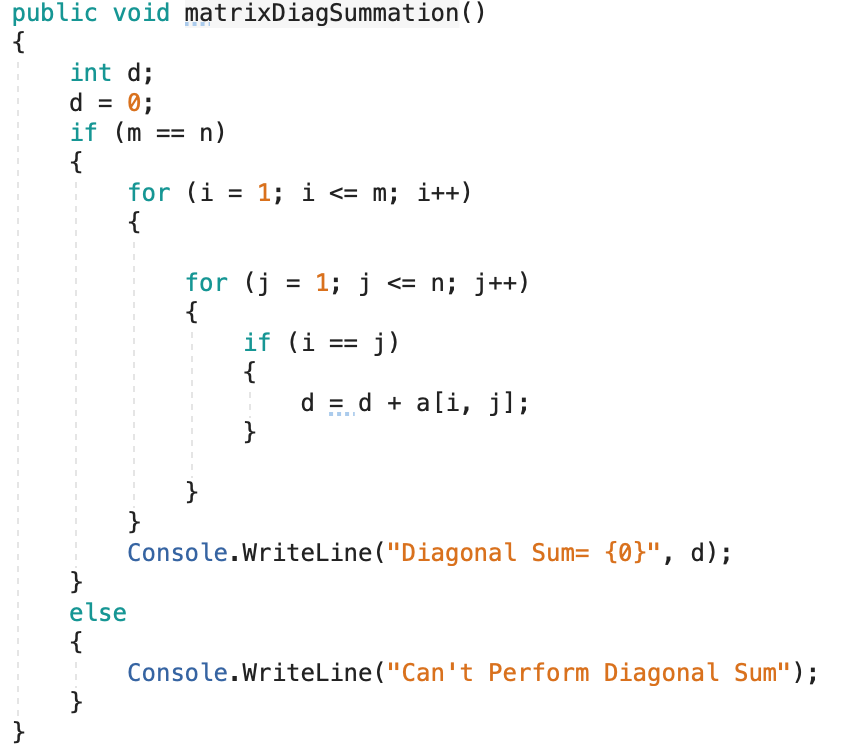 public void matrixDiagSummation()
{
    int d;
    d = 0;
    if (m == n)
    {
        for (i = 1; i <= m; i++)
        {
            for (j = 1; j <= n; j++)
            {
                if (i == j)
                {
                    d = d + a[i, j];
                }
            }
        }
        Console.WriteLine("Diagonal Sum= {0}", d);
    }
    else
    {
        Console.WriteLine("Can't Perform Diagonal Sum");
    }
}